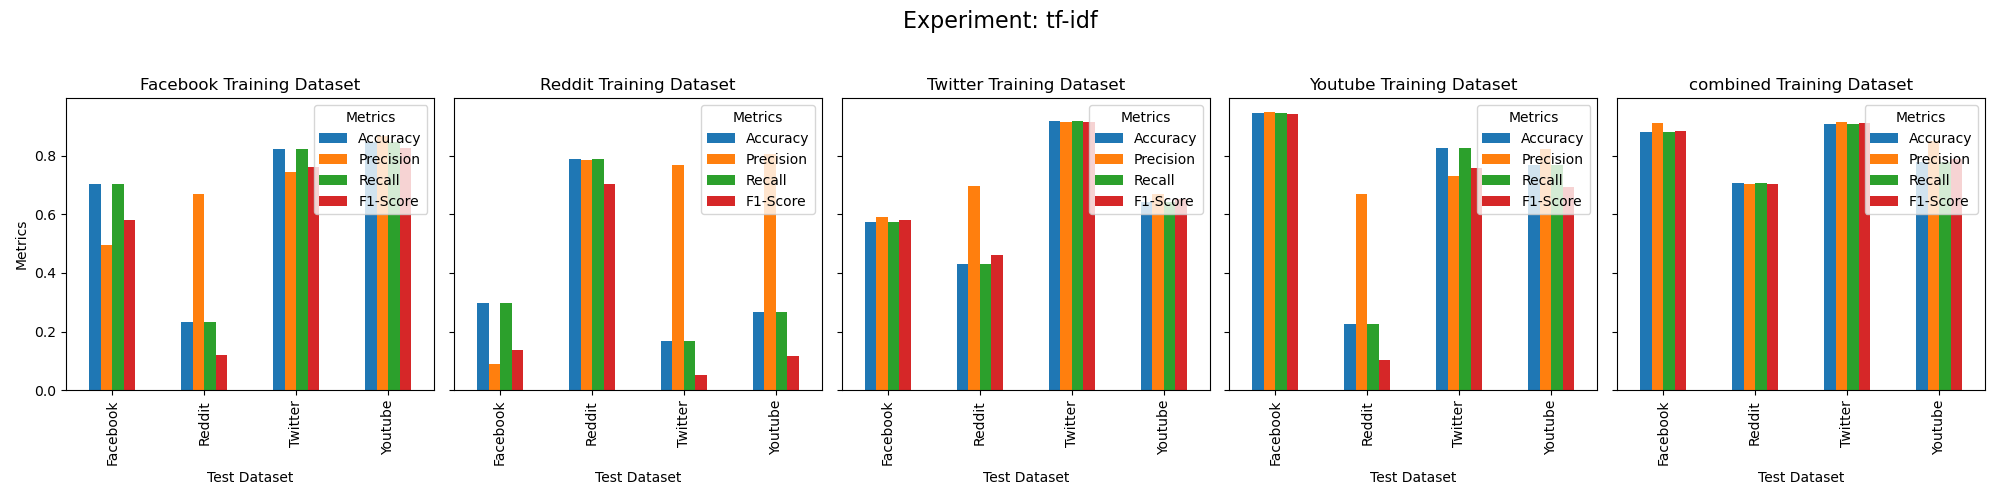 Experiment: tf-idf
Facebook Training Dataset
Metrics
Accuracy
Precision
Recall
F1-Score
Metrics
0.8
0.6
0.4
0.2
0.0
Facebook
Reddit
Twitter
Youtube
Test Dataset
Reddit Training Dataset
Metrics
Accuracy
Precision
Recall
F1-Score
Facebook
Reddit
Twitter
Youtube
Test Dataset
Twitter Training Dataset
Metrics
Accuracy
Precision
Recall
F1-Score
Facebook
Reddit
Twitter
Youtube
Test Dataset
Youtube Training Dataset
Metrics
Accuracy
Precision
Recall
F1-Score
Facebook
Reddit
Twitter
Youtube
Test Dataset
combined Training Dataset
Metrics
Accuracy
Precision
Recall
F1-Score
Facebook
Reddit
Twitter
Youtube
Test Dataset